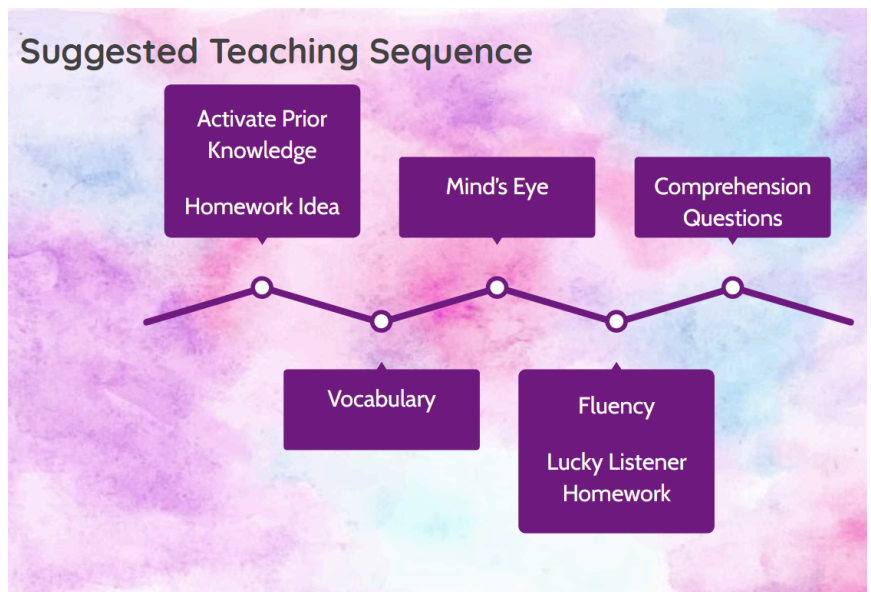 Suggested Teaching Sequence
Activate Prior
Knowledge
Homework Idea
Vocabulary
Mind's Eye
Fluency
Lucky Listener
Homework
Comprehension
Questions